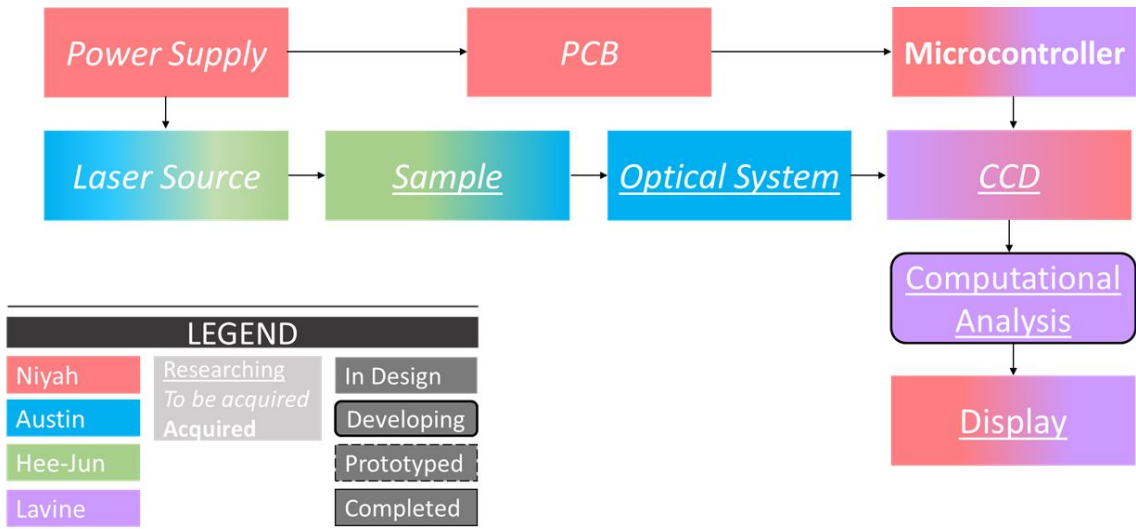 Power Supply
PCB
Microcontroller
Laser Source
Sample
Optical System
CCD
Computational
Analysis
Display
LEGEND
Niyah
Austin
Hee-Jun
Lavine
Researching
To be acquired
Acquired
In Design
Developing
Prototyped
Completed